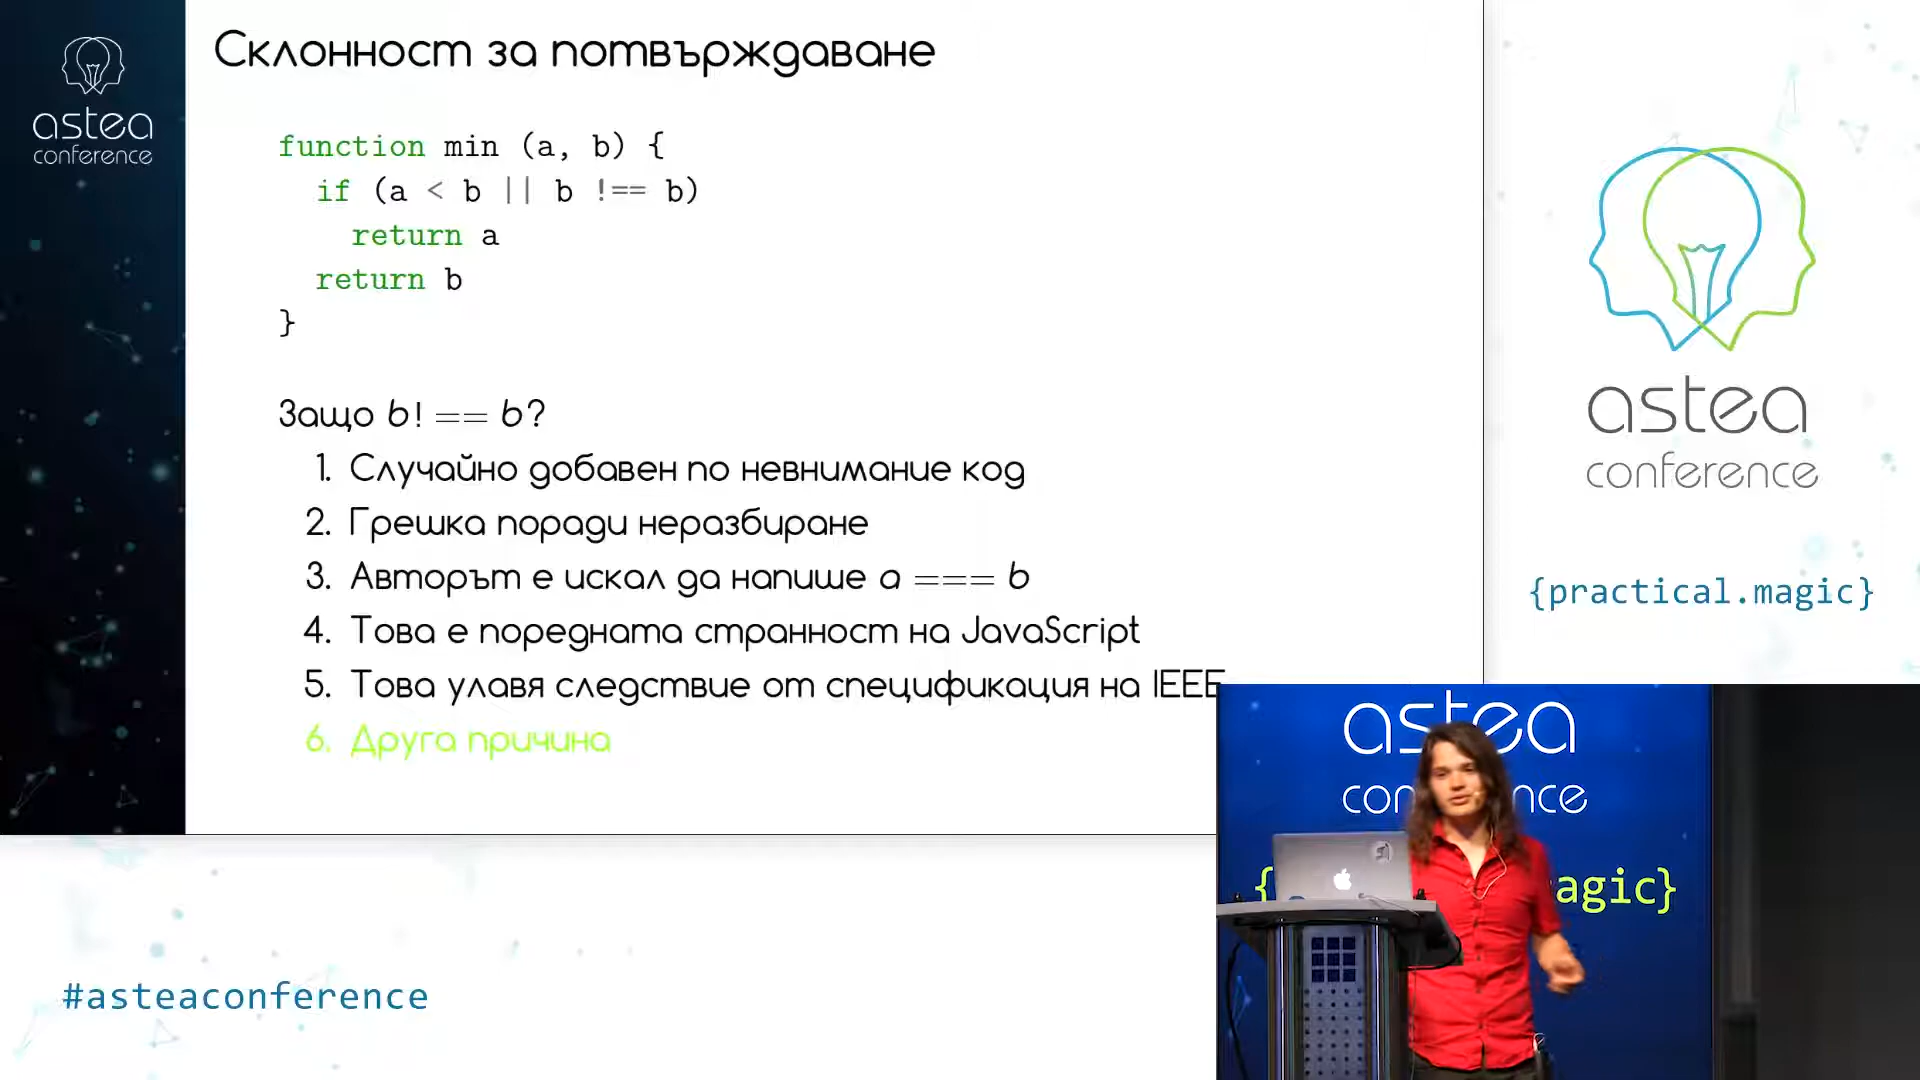 astea
conference
Склонност за потвърждаване
function min (a, b) {
if (a < b || b !== b)
return a
return b
}
Защо b! == b?
1. Случайно добавен по невнимание код
2. Грешка поради неразбиране
3. Авторът е искал да напише a === b
4. Това е поредната странност на JavaScript
5. Това улавя следствие от спецификация на IEEE
6. Друга причина
astea
conference
{practical.magic}
astea
con nce
{ agic}
#asteaconference